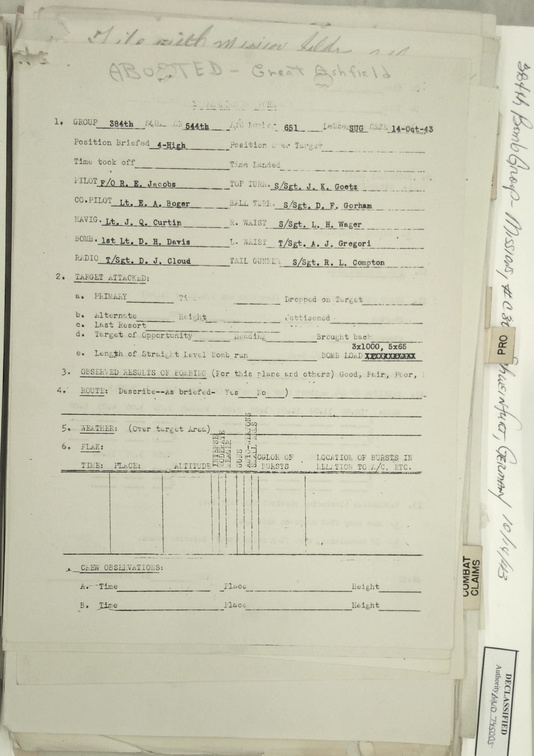 File with mission
ABORTED - Great Ashfield
1. GROUP 384th 544th 651 SUG DATE 14-Oct-43
Position Briefed 4-High Position Over Target
Time took off Time Landed
PILOT F/O R. E. Jacobs TOP TURR. S/Sgt. J. K. Goetz
CO.PILOT Lt. E. A. Boger BALL TURR. S/Sgt. D. F. Gorham
NAVIG. Lt. J. Q. Curtin R. WAIST S/Sgt. L. H. Wager
BOMB. 1st Lt. D. H. Davis L. WAIST T/Sgt. A. J. Gregori
RADIO T/Sgt. D. J. Cloud TAIL GUNNER S/Sgt. R. L. Compton
2. TARGET ATTACKED:
a. PRIMARY Dropped on Target
b. Alternate Height Jettisoned
c. Last Resort
d. Target of Opportunity Heading Brought back
3x1000, 5x65
e. Length of Straight Level Bomb run BOMB LOAD
3. OBSERVED RESULTS OF BOMBING (For this plane and others) Good, Fair, Poor,
4. ROUTE: Describe--As briefed- Yes No )
5. WEATHER: (Over target Area)
6. FLAK:
COLOR OF LOCATION OF BURSTS IN
TIME: PLACE: ALTITUDE BURSTS RELATION TO A/C, ETC.
CREW OBSERVATIONS:
A. Time Place Height
B. Time Place Height
384th Bomb Group Mission, Germany 10/14/43
PRO
COMBAT
CLAIMS
DECLASSIFIED
Authority